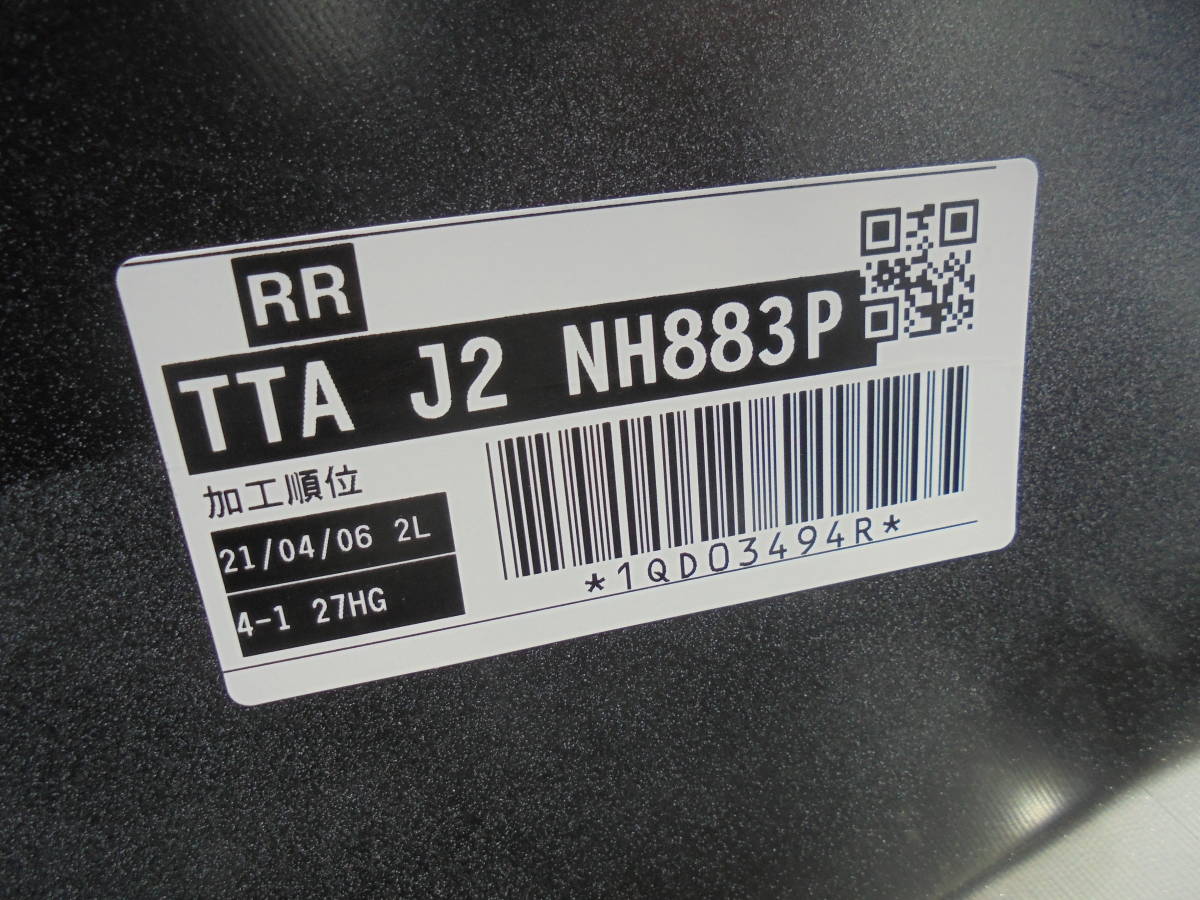 RR
TTA J2 NH883P
加工順位
21/04/06 2L
4-1 27HG
*1QD03494R*